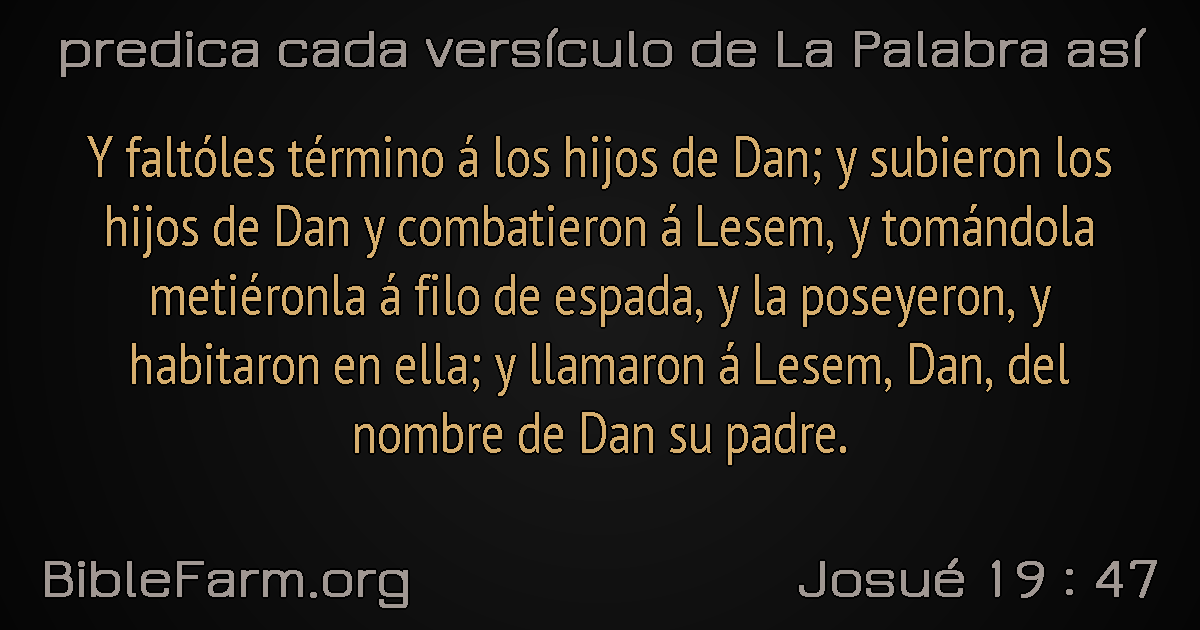 predica cada versículo de La Palabra así
Y faltóles término á los hijos de Dan; y subieron los
hijos de Dan y combatieron á Lesem, y tomándola
metiéronla á filo de espada, y la poseyeron, y
habitaron en ella; y llamaron á Lesem, Dan, del
nombre de Dan su padre.
BibleFarm.org
Josué 19 : 47